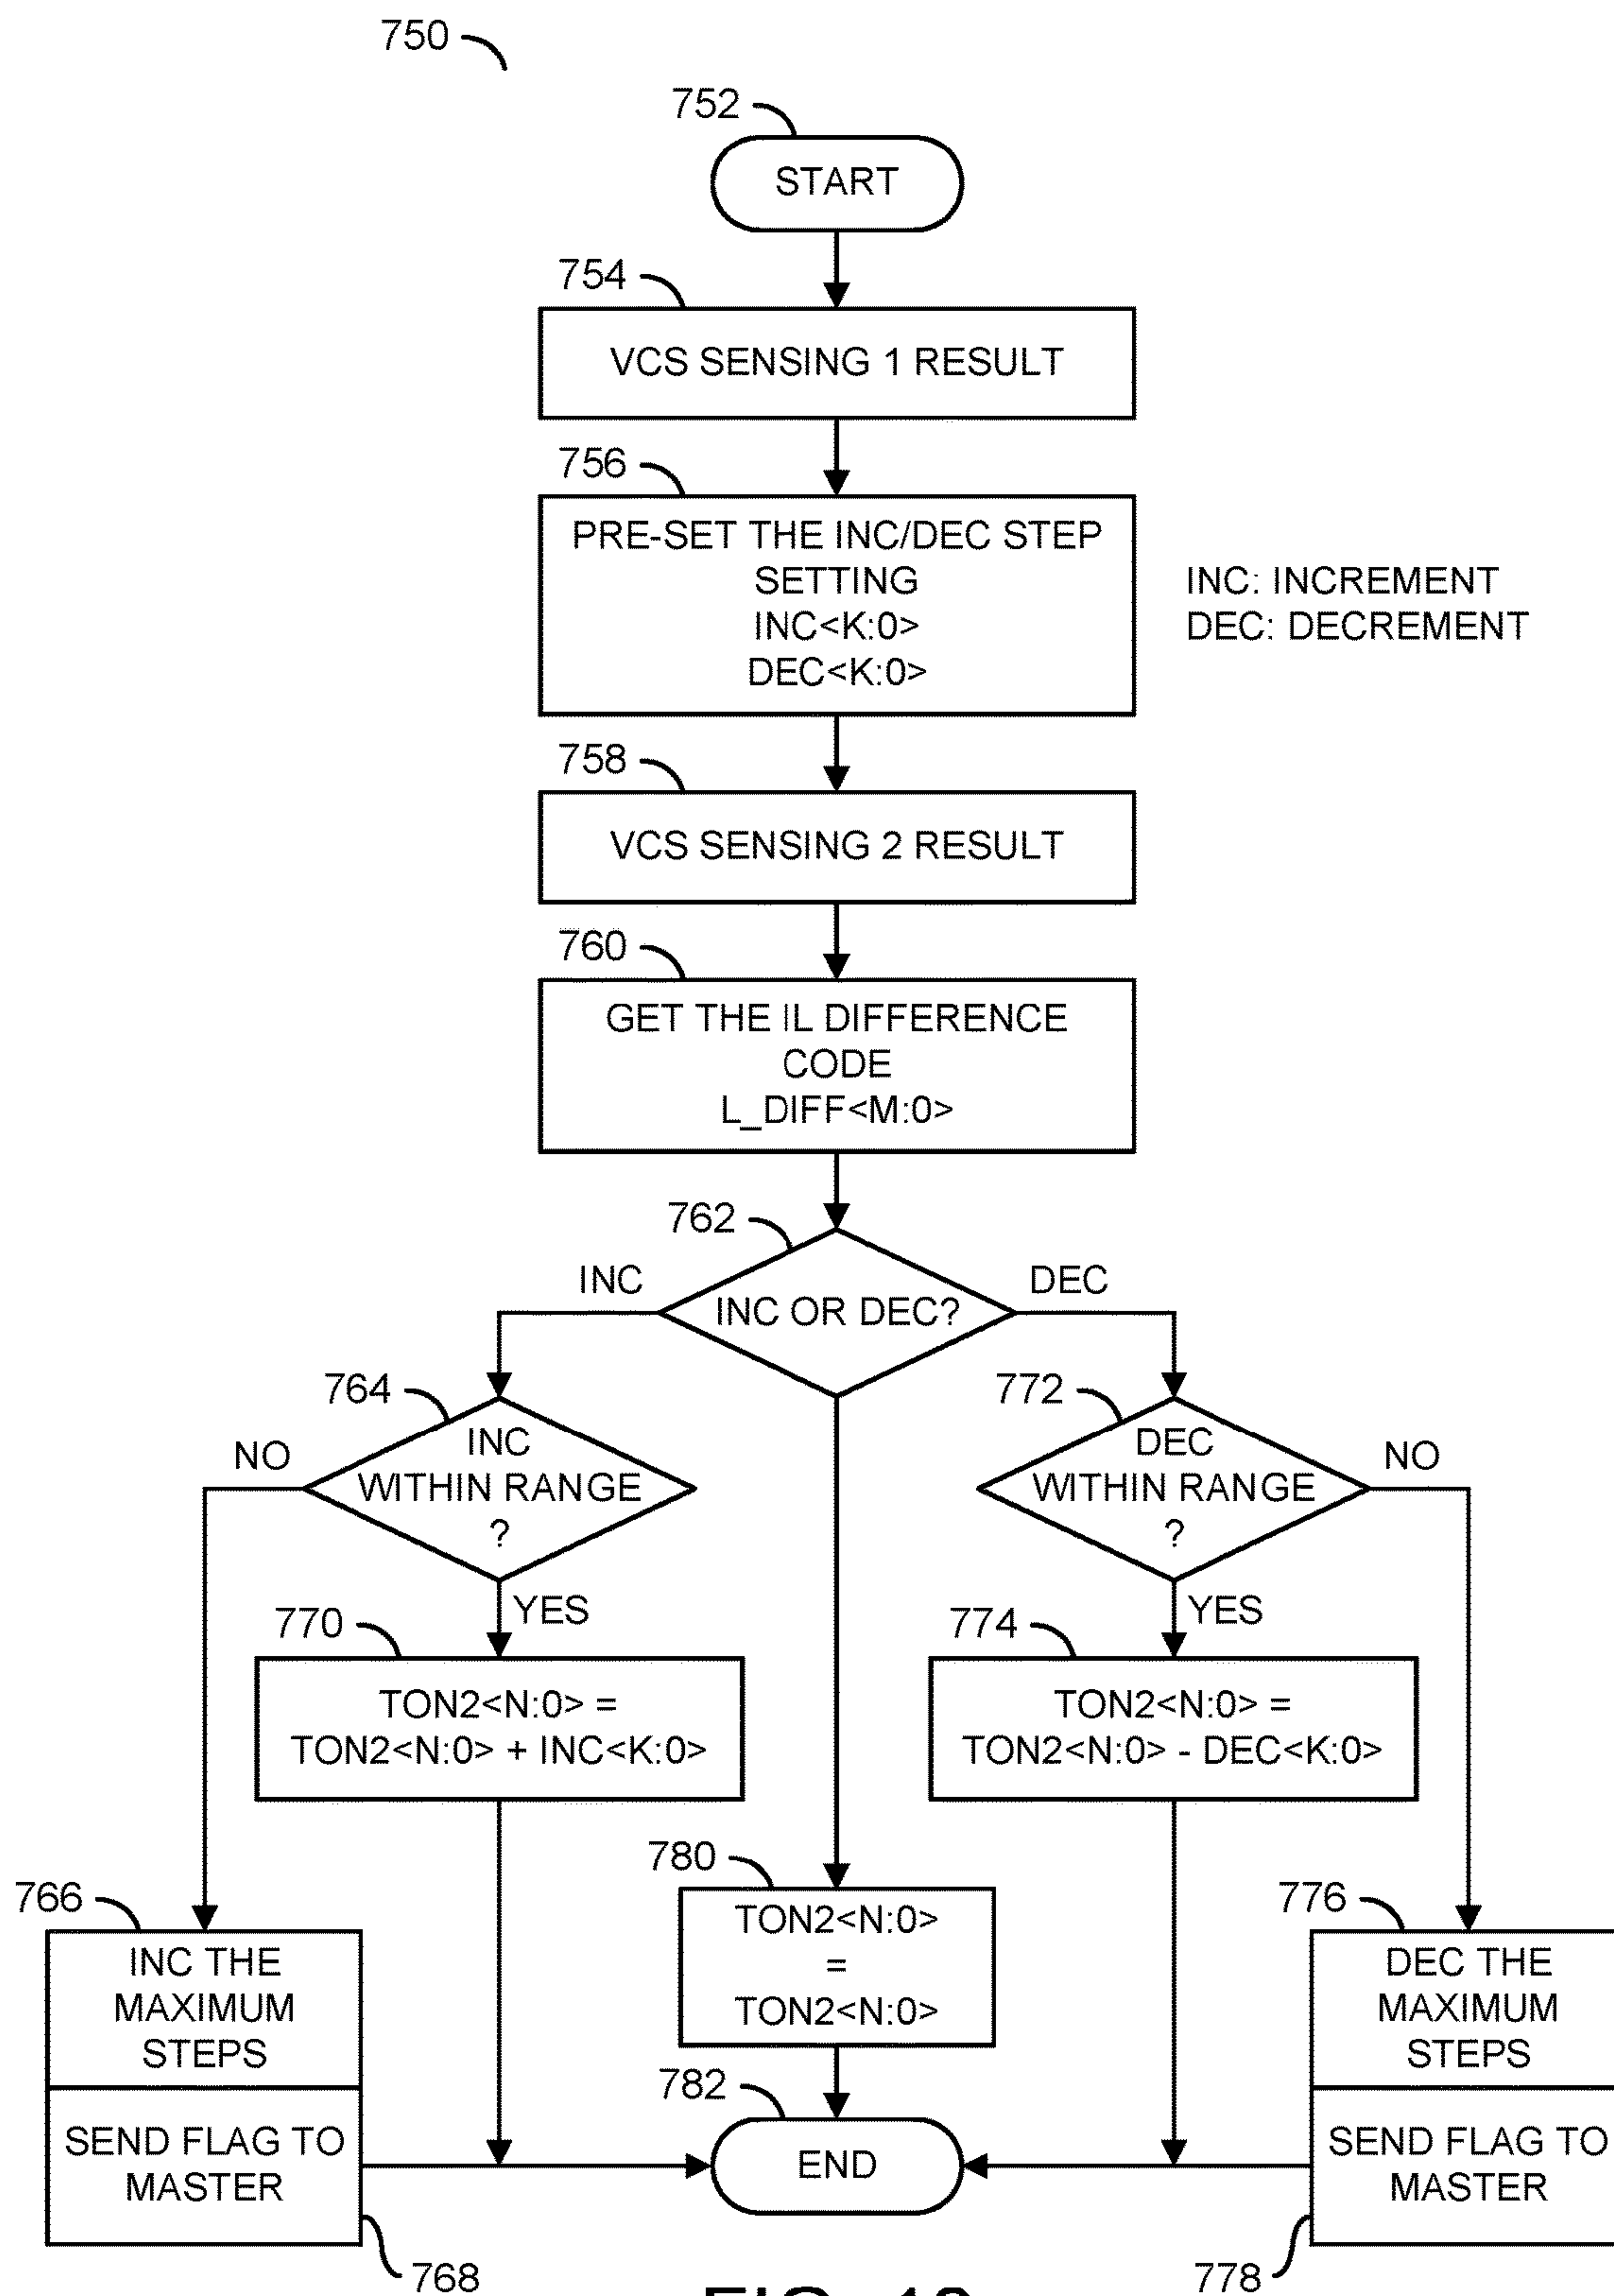 750
752
START
754
VCS SENSING 1 RESULT
756
PRE-SET THE INC/DEC STEP
SETTING
INC<K:0>
DEC<K:0>
INC: INCREMENT
DEC: DECREMENT
758
VCS SENSING 2 RESULT
760
GET THE IL DIFFERENCE
CODE
L_DIFF<M:0>
762
INC OR DEC?
INC
DEC
764
INC
WITHIN RANGE
?
NO
YES
772
DEC
WITHIN RANGE
?
NO
YES
770
TON2<N:0> =
TON2<N:0> + INC<K:0>
774
TON2<N:0> =
TON2<N:0> - DEC<K:0>
780
TON2<N:0>
=
TON2<N:0>
766
INC THE
MAXIMUM
STEPS
SEND FLAG TO
MASTER
768
776
DEC THE
MAXIMUM
STEPS
SEND FLAG TO
MASTER
778
782
END